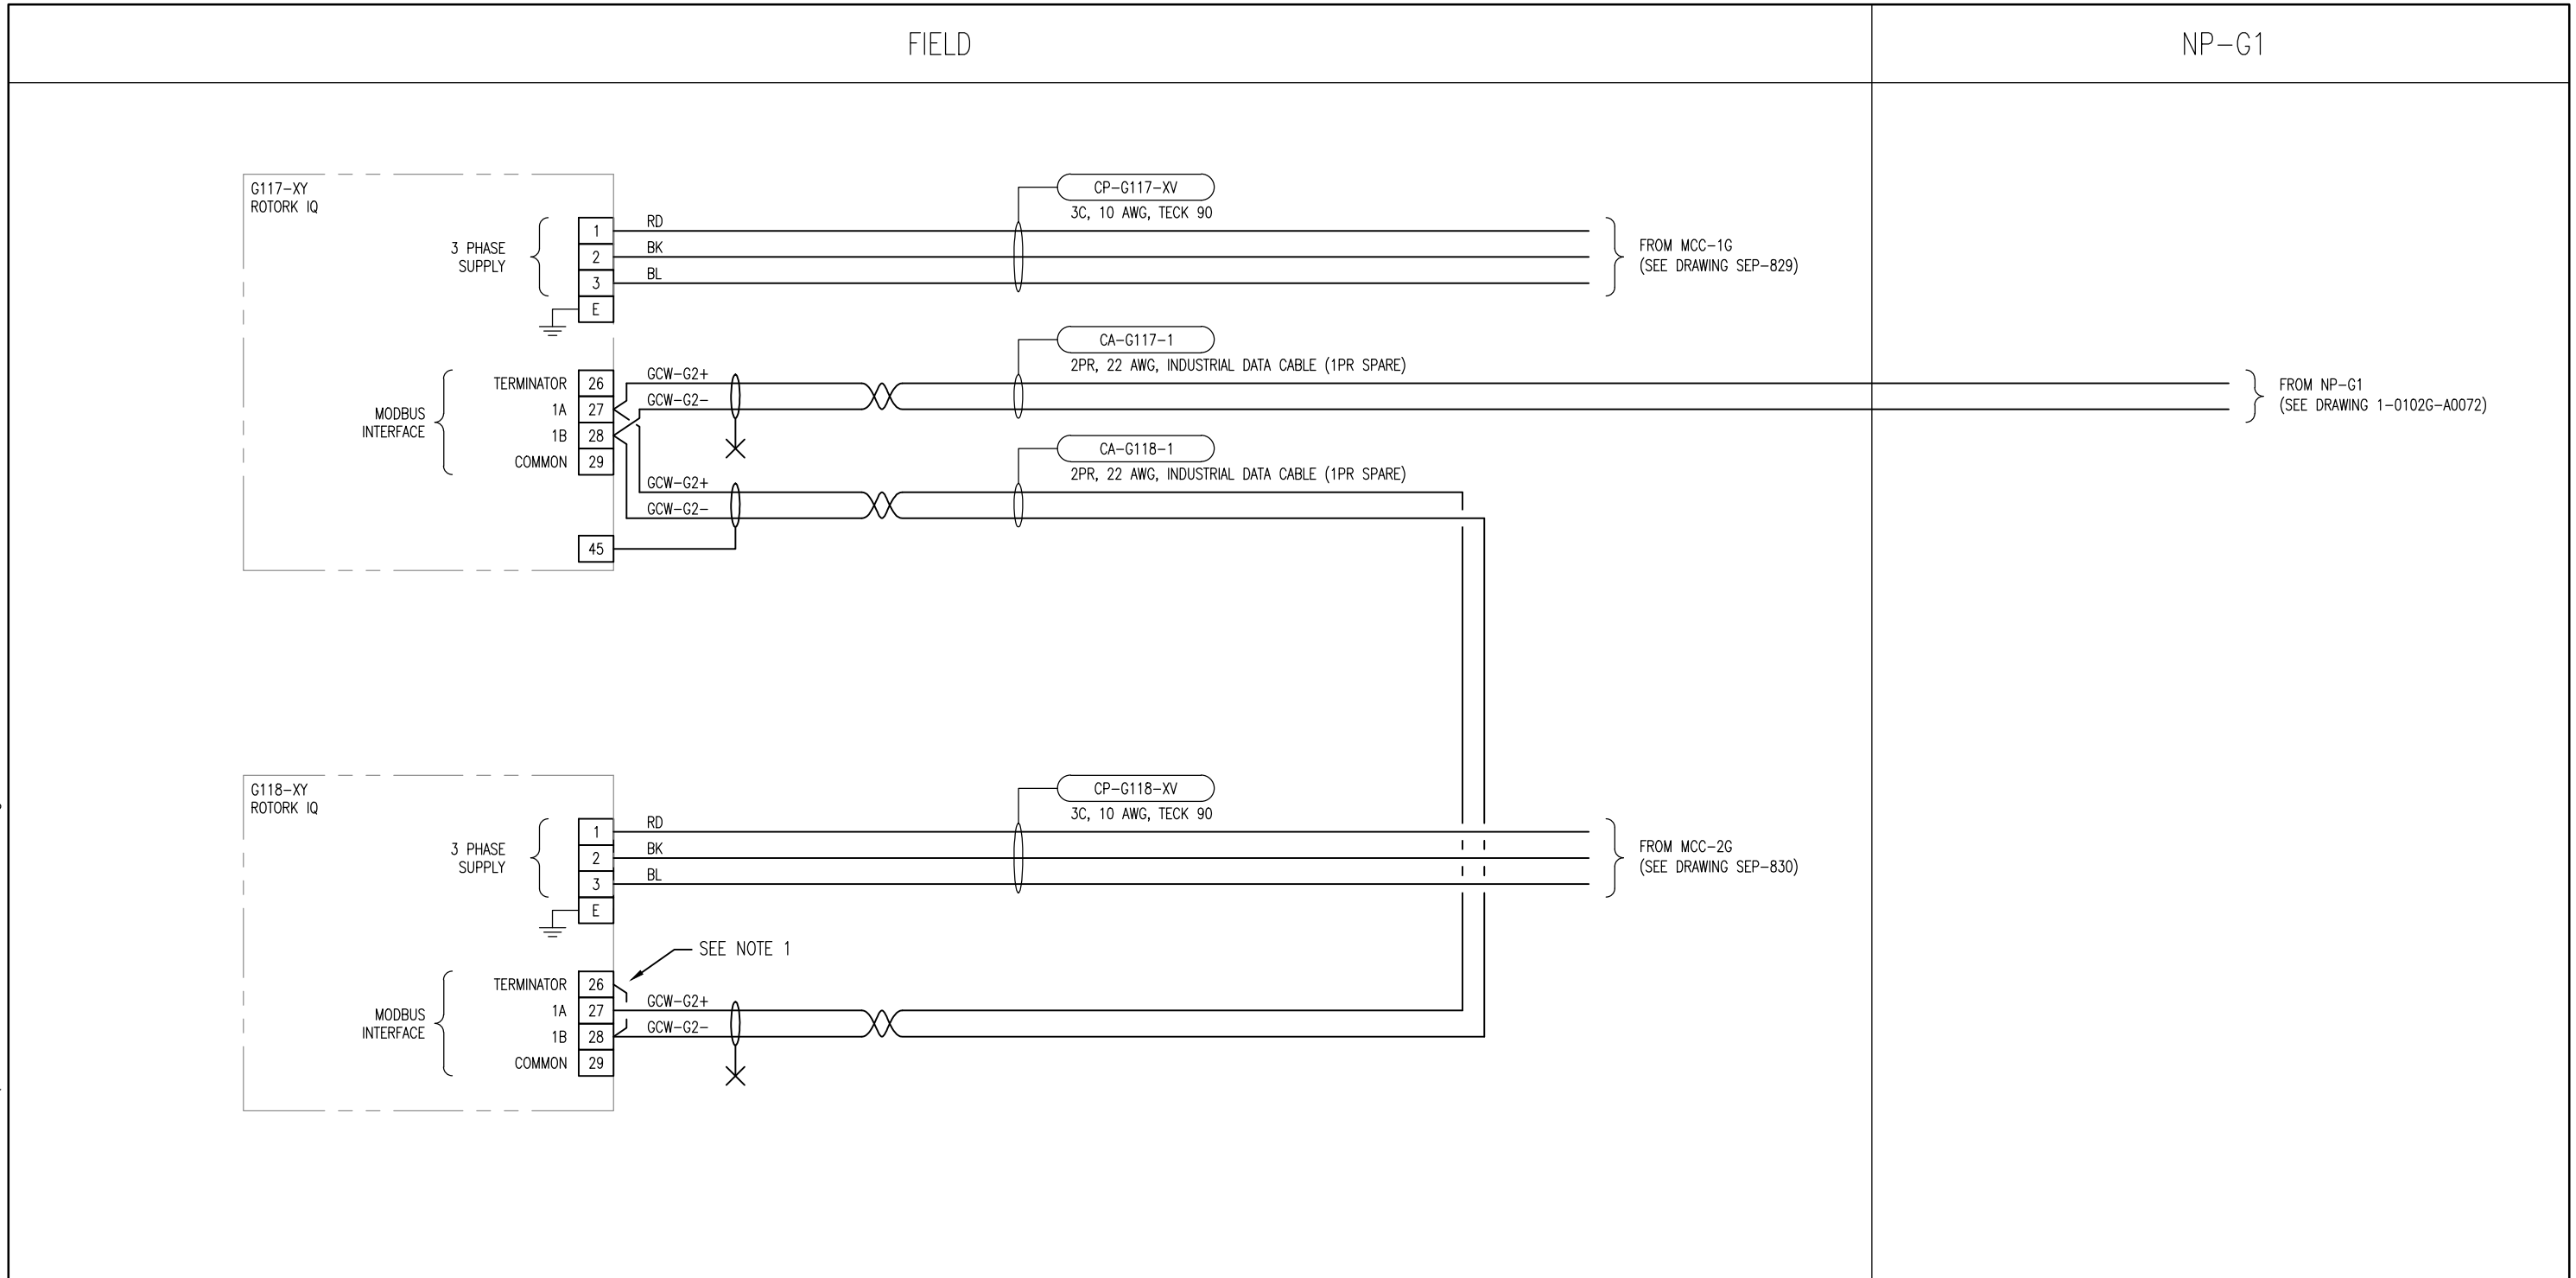 FIELD
NP-G1
G117-XY
ROTORK IQ
3 PHASE
SUPPLY
1
2
3
E
RD
BK
BL
CP-G117-XV
3C, 10 AWG, TECK 90
FROM MCC-1G
(SEE DRAWING SEP-829)
MODBUS
INTERFACE
TERMINATOR 26
1A 27
1B 28
COMMON 29
GCW-G2+
GCW-G2-
CA-G117-1
2PR, 22 AWG, INDUSTRIAL DATA CABLE (1PR SPARE)
FROM NP-G1
(SEE DRAWING 1-0102G-A0072)
CA-G118-1
2PR, 22 AWG, INDUSTRIAL DATA CABLE (1PR SPARE)
GCW-G2+
GCW-G2-
45
G118-XY
ROTORK IQ
3 PHASE
SUPPLY
1
2
3
E
RD
BK
BL
CP-G118-XV
3C, 10 AWG, TECK 90
FROM MCC-2G
(SEE DRAWING SEP-830)
SEE NOTE 1
MODBUS
INTERFACE
TERMINATOR 26
1A 27
1B 28
COMMON 29
GCW-G2+
GCW-G2-